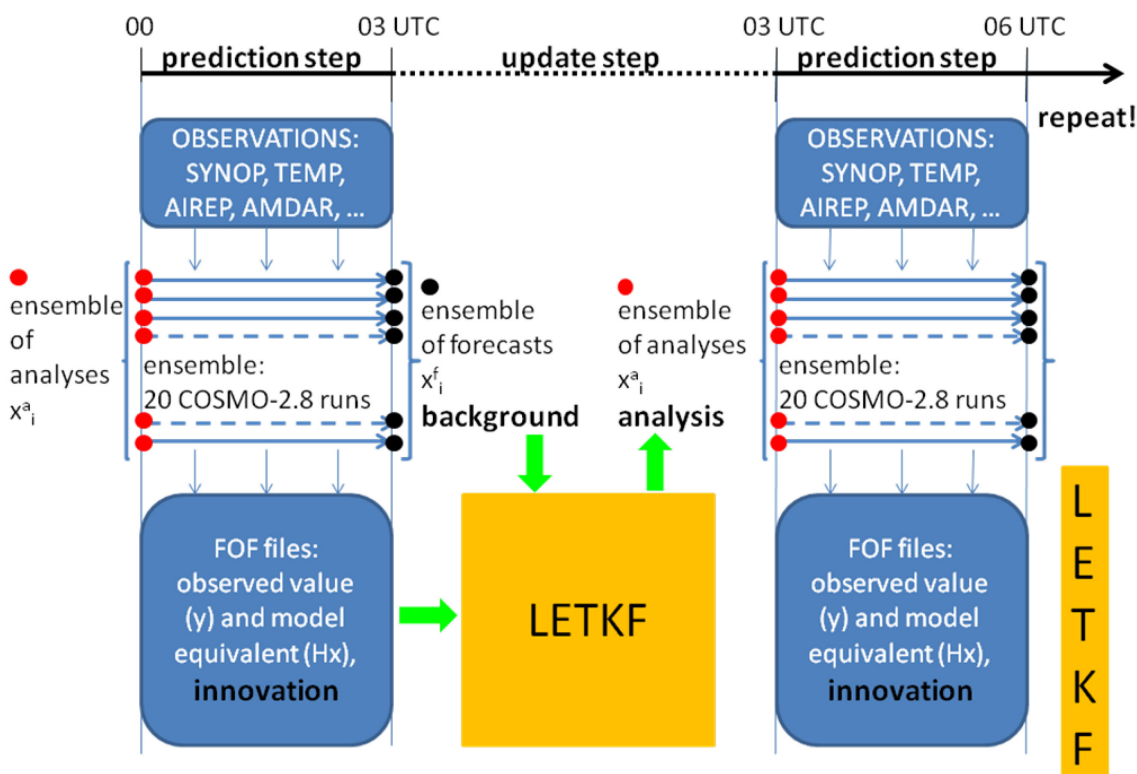 00
03 UTC
03 UTC
06 UTC
prediction step
update step
prediction step
repeat!
OBSERVATIONS:
SYNOP, TEMP,
AIREP, AMDAR, ...
OBSERVATIONS:
SYNOP, TEMP,
AIREP, AMDAR, ...
ensemble
of
analyses
xᵃᵢ
ensemble:
20 COSMO-2.8 runs
ensemble
of forecasts
xᶠᵢ
background
ensemble
of analyses
xᵃᵢ
analysis
ensemble:
20 COSMO-2.8 runs
FOF files:
observed value
(y) and model
equivalent (Hx),
innovation
LETKF
FOF files:
observed value
(y) and model
equivalent (Hx),
innovation
L
E
T
K
F